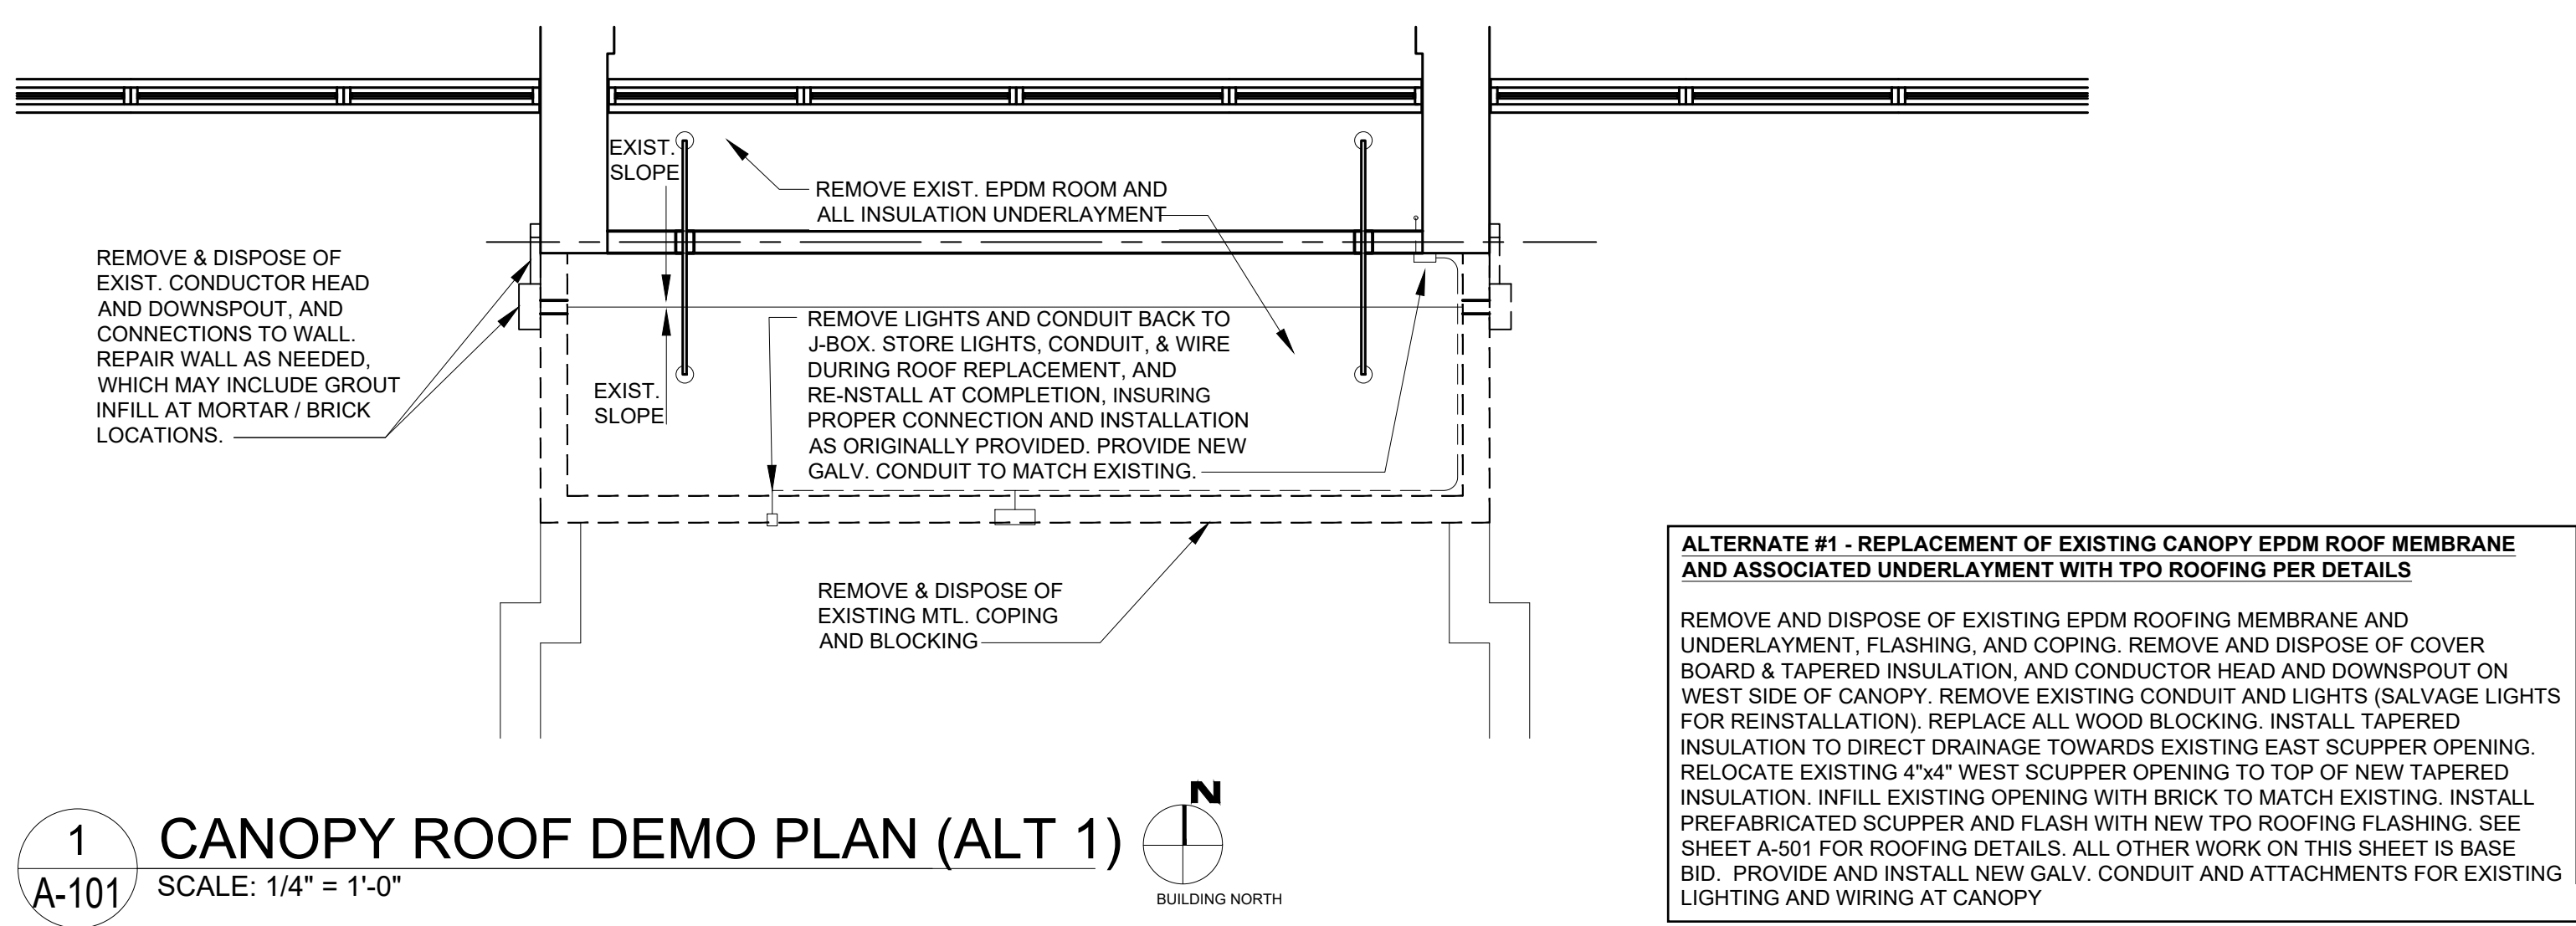 EXIST.
SLOPE
REMOVE EXIST. EPDM ROOM AND
ALL INSULATION UNDERLAYMENT
REMOVE & DISPOSE OF
EXIST. CONDUCTOR HEAD
AND DOWNSPOUT, AND
CONNECTIONS TO WALL.
REPAIR WALL AS NEEDED,
WHICH MAY INCLUDE GROUT
INFILL AT MORTAR / BRICK
LOCATIONS.
EXIST.
SLOPE
REMOVE LIGHTS AND CONDUIT BACK TO
J-BOX. STORE LIGHTS, CONDUIT, & WIRE
DURING ROOF REPLACEMENT, AND
RE-NSTALL AT COMPLETION, INSURING
PROPER CONNECTION AND INSTALLATION
AS ORIGINALLY PROVIDED. PROVIDE NEW
GALV. CONDUIT TO MATCH EXISTING.
REMOVE & DISPOSE OF
EXISTING MTL. COPING
AND BLOCKING
ALTERNATE #1 - REPLACEMENT OF EXISTING CANOPY EPDM ROOF MEMBRANE
AND ASSOCIATED UNDERLAYMENT WITH TPO ROOFING PER DETAILS
REMOVE AND DISPOSE OF EXISTING EPDM ROOFING MEMBRANE AND
UNDERLAYMENT, FLASHING, AND COPING. REMOVE AND DISPOSE OF COVER
BOARD & TAPERED INSULATION, AND CONDUCTOR HEAD AND DOWNSPOUT ON
WEST SIDE OF CANOPY. REMOVE EXISTING CONDUIT AND LIGHTS (SALVAGE LIGHTS
FOR REINSTALLATION). REPLACE ALL WOOD BLOCKING. INSTALL TAPERED
INSULATION TO DIRECT DRAINAGE TOWARDS EXISTING EAST SCUPPER OPENING.
RELOCATE EXISTING 4"x4" WEST SCUPPER OPENING TO TOP OF NEW TAPERED
INSULATION. INFILL EXISTING OPENING WITH BRICK TO MATCH EXISTING. INSTALL
PREFABRICATED SCUPPER AND FLASH WITH NEW TPO ROOFING FLASHING. SEE
SHEET A-501 FOR ROOFING DETAILS. ALL OTHER WORK ON THIS SHEET IS BASE
BID. PROVIDE AND INSTALL NEW GALV. CONDUIT AND ATTACHMENTS FOR EXISTING
LIGHTING AND WIRING AT CANOPY
1
A-101
CANOPY ROOF DEMO PLAN (ALT 1)
SCALE: 1/4" = 1'-0"
N
BUILDING NORTH